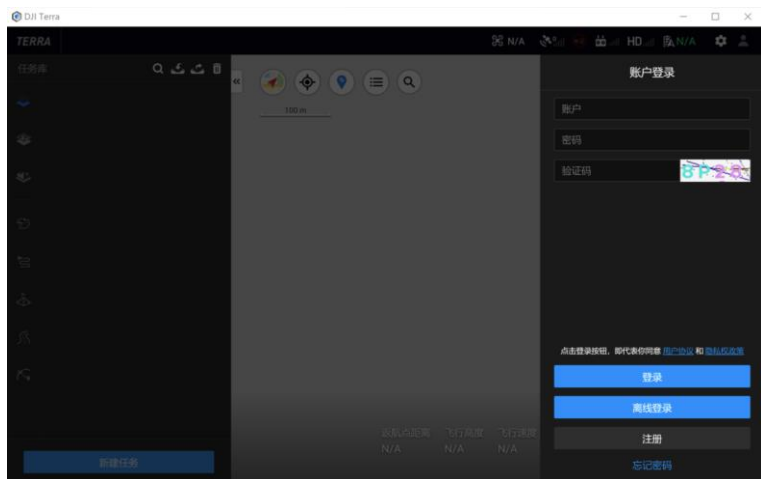 DJI Terra
TERRA
N/A
HD
N/A
任务库
账户登录
100 m
账户
密码
验证码
8P28
点击登录按钮，即代表你同意 用户协议 和 隐私权政策
登录
离线登录
注册
忘记密码
返航点距离 飞行高度 飞行速度
N/A N/A N/A
新建任务